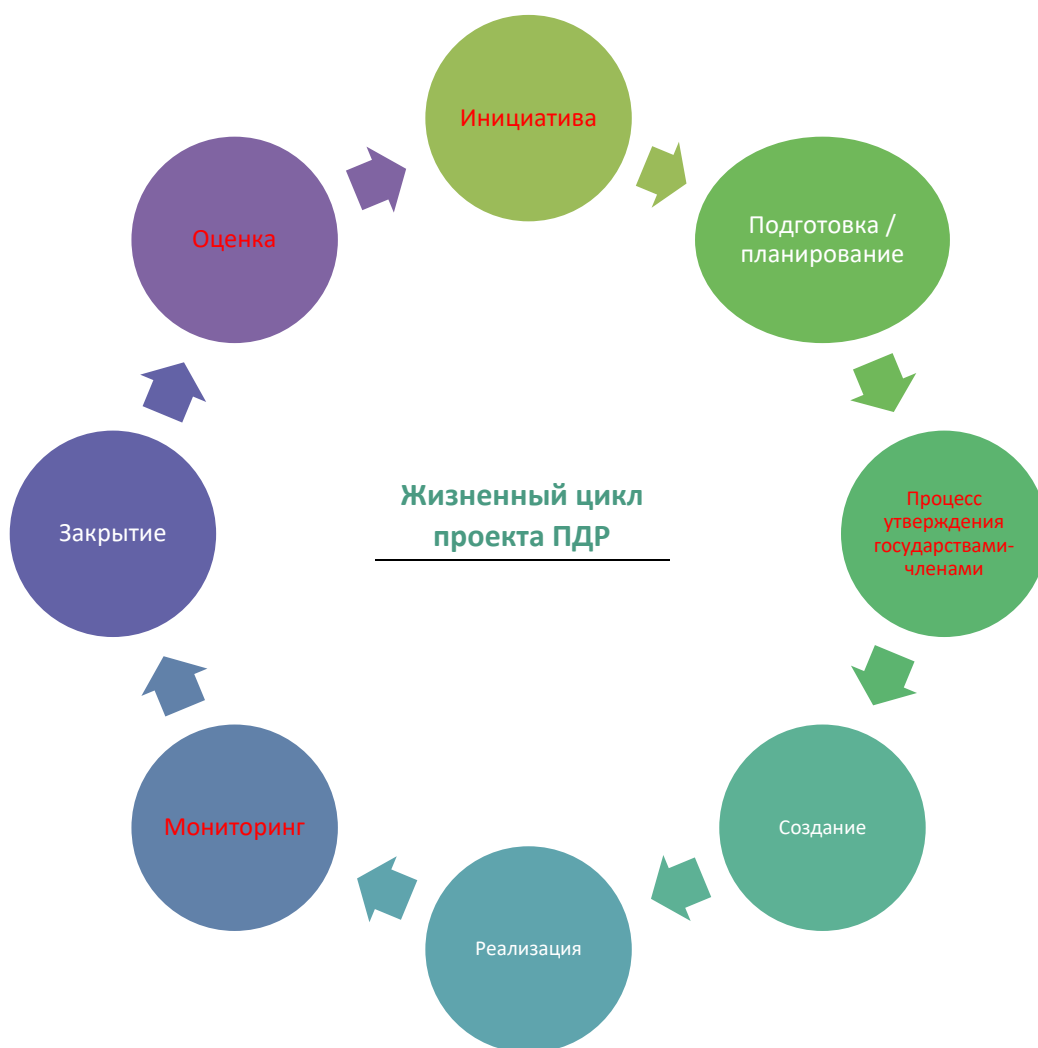 Инициатива
Подготовка /
планирование
Процесс
утверждения
государствами-
членами
Создание
Реализация
Мониторинг
Закрытие
Оценка
Жизненный цикл
проекта ПДР